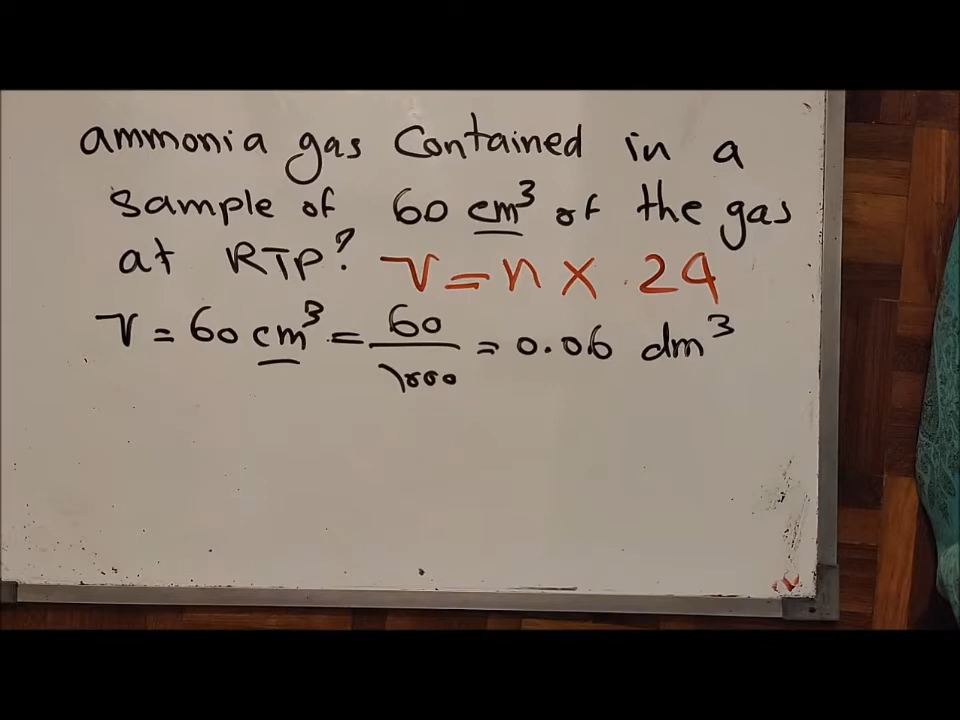 ammonia gas contained in a
sample of 60 cm³ of the gas
at RTP? V = n × 24
V = 60 cm³ = 60/1000 = 0.06 dm³